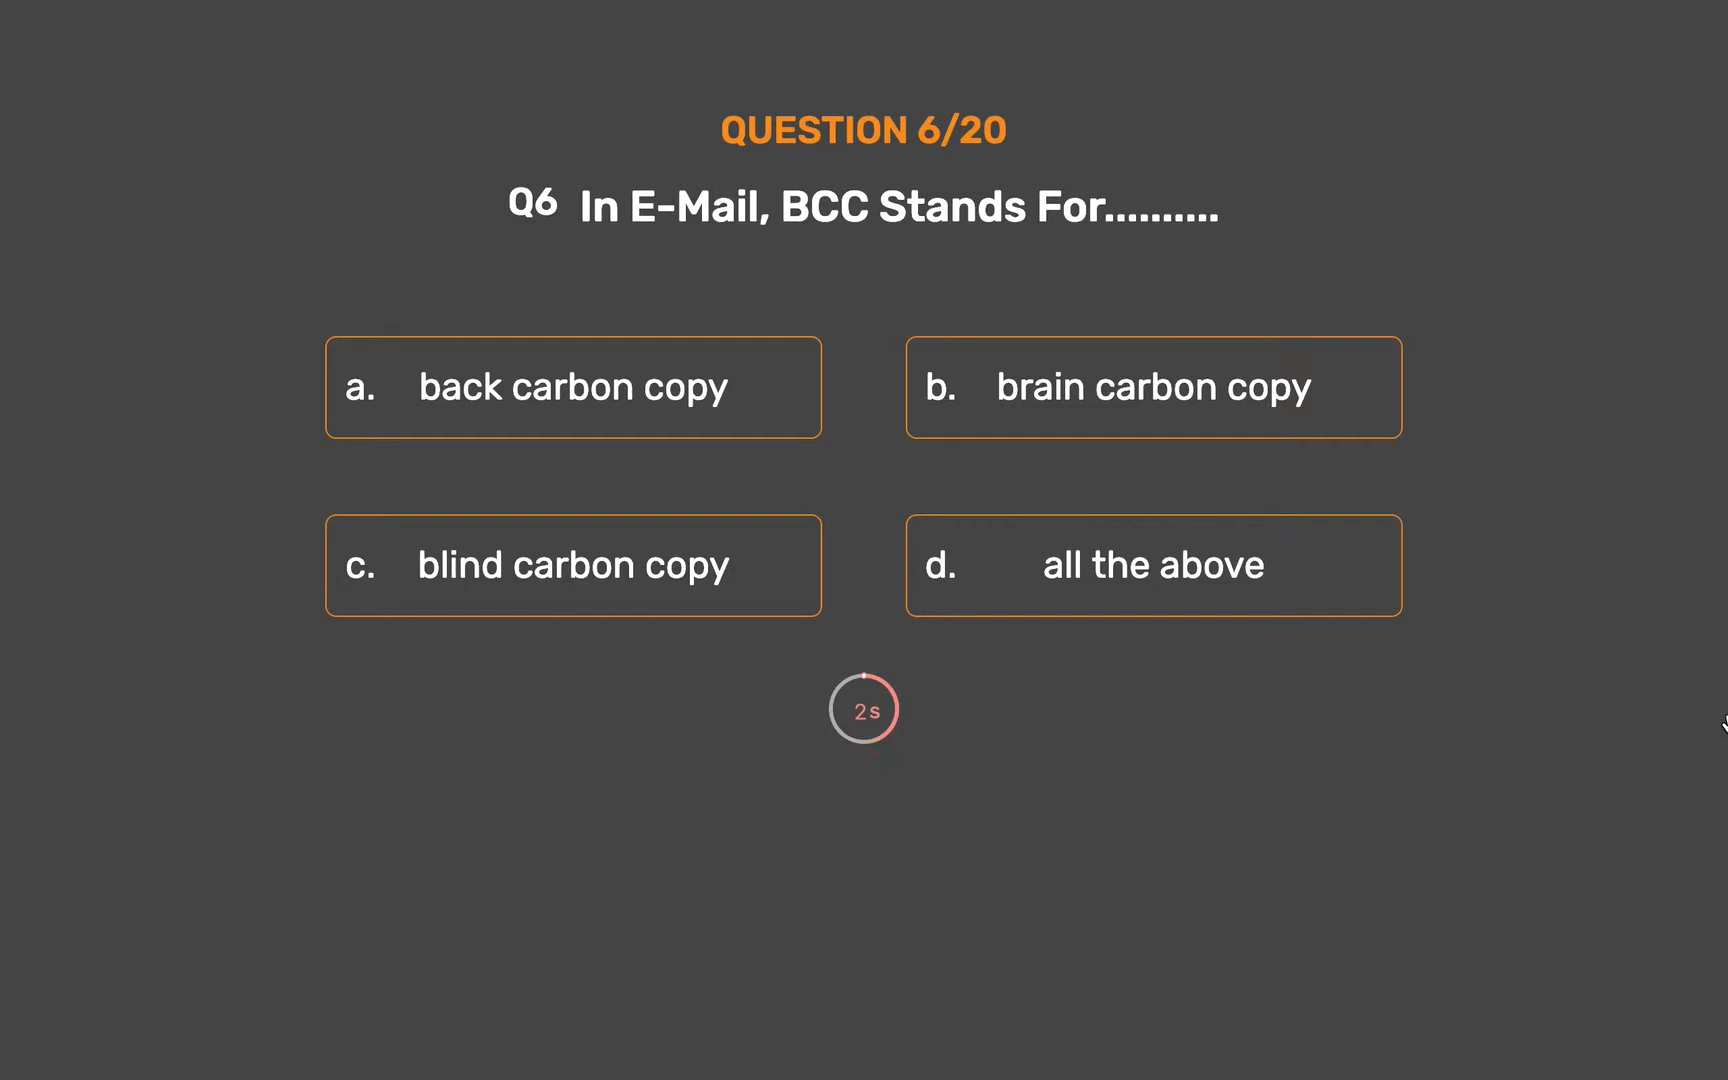 QUESTION 6/20
Q6 In E-Mail, BCC Stands For..........
a. back carbon copy
b. brain carbon copy
c. blind carbon copy
d. all the above
2s